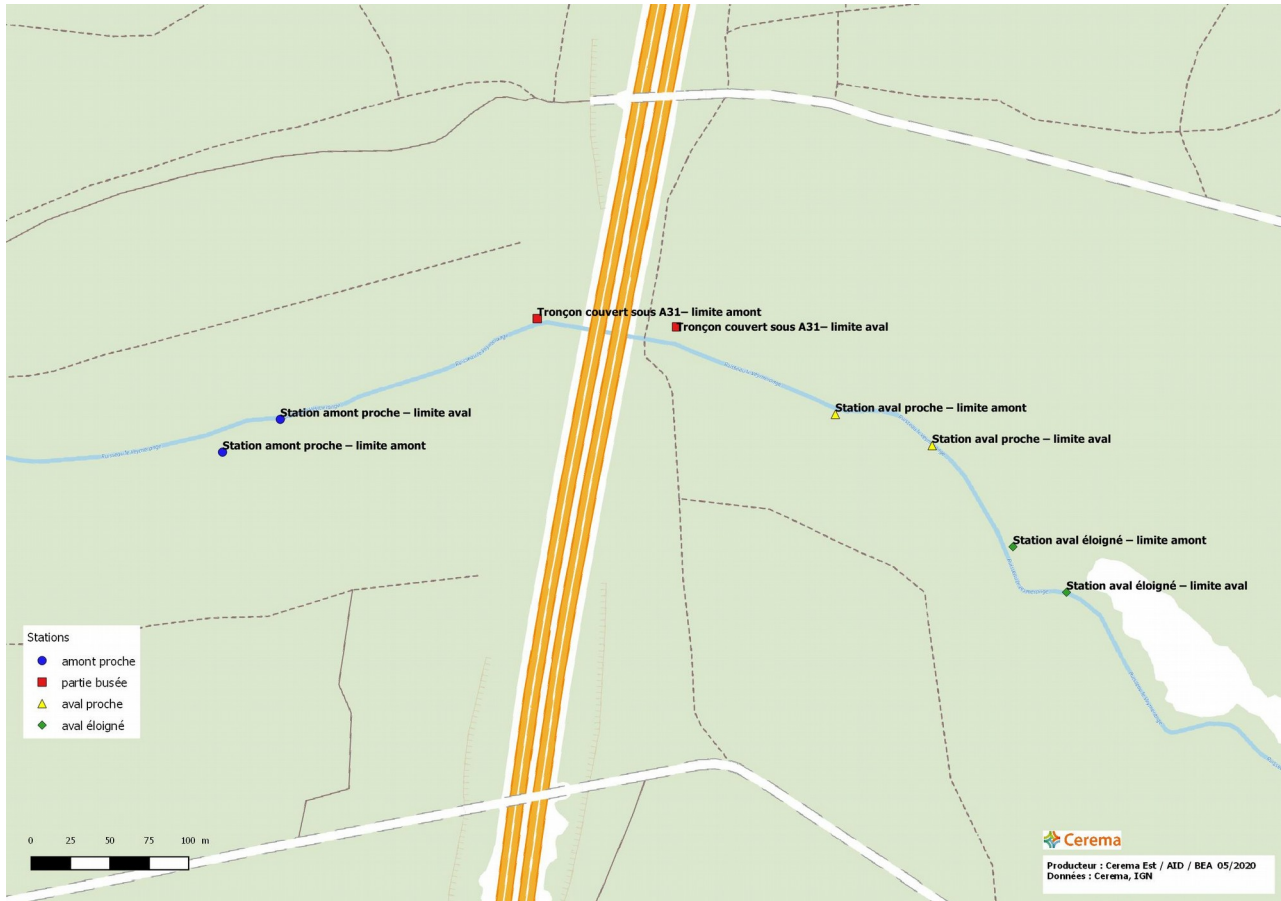 Tronçon couvert sous A31– limite amont
Tronçon couvert sous A31– limite aval
Station amont proche – limite aval
Station aval proche – limite amont
Station aval proche – limite aval
Station amont proche – limite amont
Station aval éloigné – limite amont
Station aval éloigné – limite aval
Stations
amont proche
partie busée
aval proche
aval éloigné
0 25 50 75 100 m
Cerema
Producteur : Cerema Est / AID / BEA 05/2020
Données : Cerema, IGN